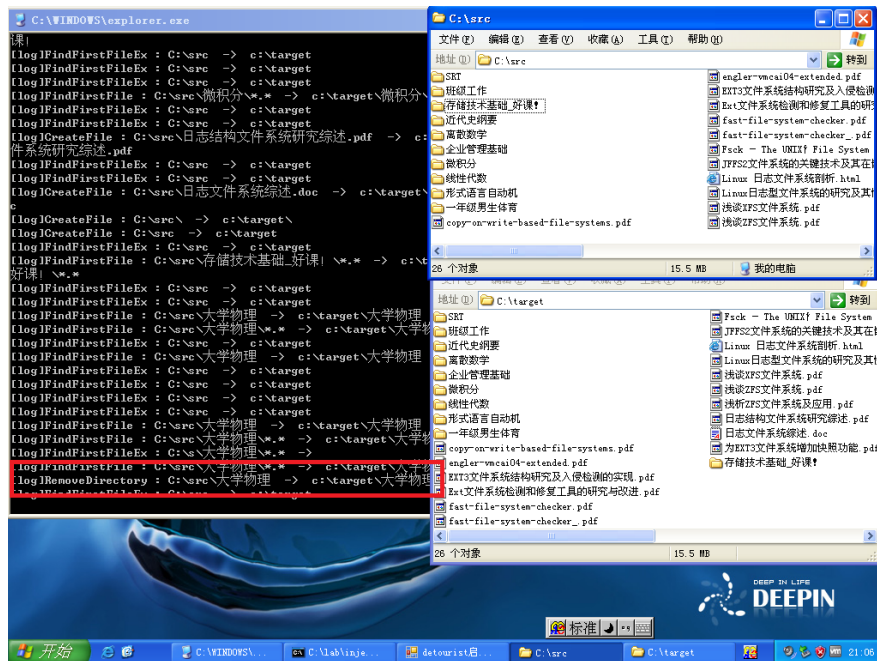 C:\WINDOWS\explorer.exe
课!
[log]FindFirstFileEx : C:\src -> c:\target
[log]FindFirstFileEx : C:\src -> c:\target
[log]FindFirstFileEx : C:\src -> c:\target
[log]FindFirstFileEx : C:\src\微积分\*.* -> c:\target\微积分\
[log]FindFirstFileEx : C:\src -> c:\target
[log]FindFirstFileEx : C:\src -> c:\target
[log]CreateFile : C:\src\日志结构文件系统研究综述.pdf -> c:
件系统研究综述.pdf
[log]FindFirstFileEx : C:\src -> c:\target
[log]FindFirstFileEx : C:\src -> c:\target
[log]CreateFile : C:\src\日志文件系统综述.doc -> c:\target\
c
[log]CreateFile : C:\src\ -> c:\target\
[log]CreateFile : C:\src -> c:\target
[log]FindFirstFileEx : C:\src -> c:\target
[log]FindFirstFile : C:\src\存储技术基础_好课! \*.* -> c:\t
好课! \*.*
[log]FindFirstFileEx : C:\src -> c:\target
[log]FindFirstFileEx : C:\src -> c:\target
[log]FindFirstFile : C:\src\大学物理 -> c:\target\大学物理
[log]FindFirstFile : C:\src\大学物理\*.* -> c:\target\大学物
[log]FindFirstFileEx : C:\src -> c:\target
[log]FindFirstFile : C:\src\大学物理 -> c:\target\大学物理
[log]FindFirstFileEx : C:\src -> c:\target
[log]FindFirstFileEx : C:\src -> c:\target
[log]FindFirstFileEx : C:\src -> c:\target
[log]FindFirstFileEx : C:\src -> c:\target
[log]FindFirstFile : C:\src\大学物理 -> c:\target\大学物理
[log]FindFirstFile : C:\src\大学物理\*.* -> c:\target\大学物
[log]FindFirstFile : C:\s\大学物理\*.* ->
[log]FindFirstFile : C:\src\大学物理\*.* -> c:\target\大学物
[log]RemoveDirectory : C:\src\大学物理 -> c:\target\大学物理
[log]FindFirstFileEx : C:\src -> c:\target
C:\src
文件(F) 编辑(E) 查看(V) 收藏(A) 工具(T) 帮助(H)
地址(D) C:\src 转到
SRT
班级工作
存储技术基础_好课!
近代史纲要
离散数学
企业管理基础
微积分
线性代数
形式语言自动机
一年级男生体育
copy-on-write-based-file-systems.pdf
engler-vmcai04-extended.pdf
EXT3文件系统结构研究及入侵检
Ext文件系统检测和修复工具的研
fast-file-system-checker.pdf
fast-file-system-checker_.pdf
Fsck - The UNIX† File System
JFFS2文件系统的关键技术及其在
Linux 日志文件系统剖析.html
Linux日志型文件系统的研究及其
浅谈XFS文件系统.pdf
浅谈ZFS文件系统.pdf
26 个对象 15.5 MB 我的电脑
地址(D) C:\target 转到
SRT
班级工作
近代史纲要
离散数学
企业管理基础
微积分
线性代数
形式语言自动机
一年级男生体育
copy-on-write-based-file-systems.pdf
engler-vmcai04-extended.pdf
EXT3文件系统结构研究及入侵检测的实现.pdf
Ext文件系统检测和修复工具的研究与改进.pdf
fast-file-system-checker.pdf
fast-file-system-checker_.pdf
Fsck - The UNIX† File System
JFFS2文件系统的关键技术及其在
Linux 日志文件系统剖析.html
Linux日志型文件系统的研究及其
浅谈XFS文件系统.pdf
浅谈ZFS文件系统.pdf
浅析ZFS文件系统及应用.pdf
日志结构文件系统研究综述.pdf
日志文件系统综述.doc
为EXT3文件系统增加快照功能.pdf
存储技术基础_好课!
26 个对象 15.5 MB
DEEP IN LIFE
DEEPIN
标准
开始 C:\WINDOWS\... C:\lab\inje... detourist启... C:\src C:\target 21:06